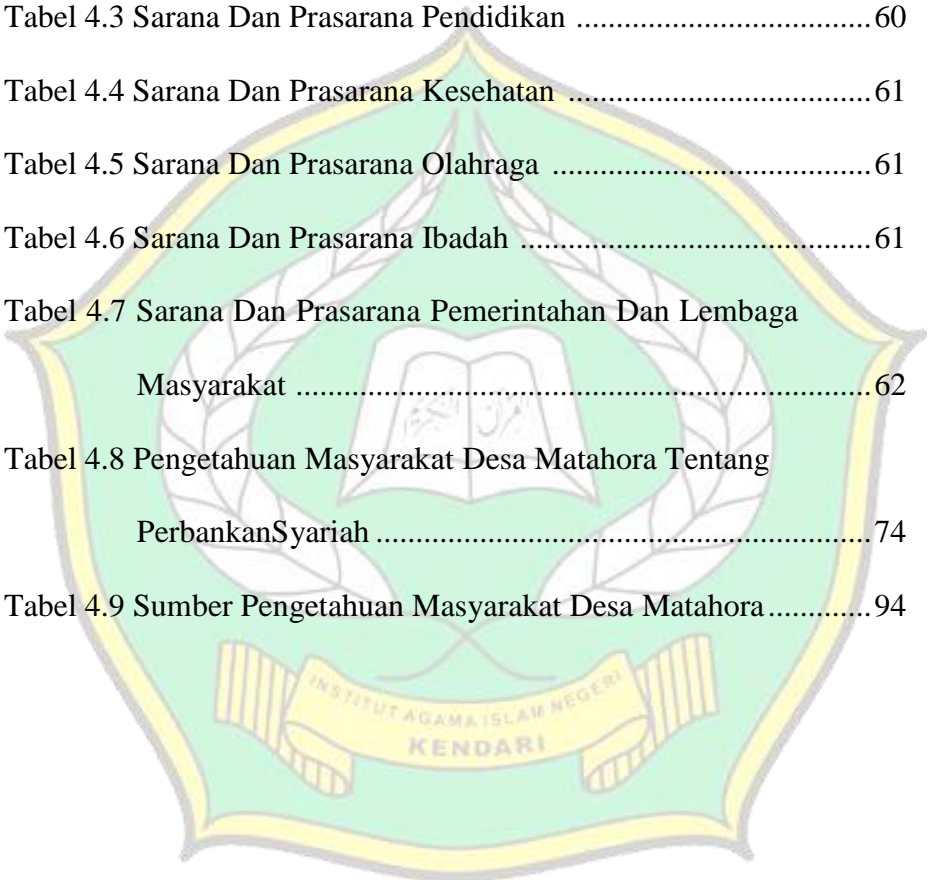 Tabel 4.3 Sarana Dan Prasarana Pendidikan ..................................60
Tabel 4.4 Sarana Dan Prasarana Kesehatan ...................................61
Tabel 4.5 Sarana Dan Prasarana Olahraga .....................................61
Tabel 4.6 Sarana Dan Prasarana Ibadah .........................................61
Tabel 4.7 Sarana Dan Prasarana Pemerintahan Dan Lembaga
Masyarakat ...................................................................62
Tabel 4.8 Pengetahuan Masyarakat Desa Matahora Tentang
PerbankanSyariah .........................................................74
Tabel 4.9 Sumber Pengetahuan Masyarakat Desa Matahora.............94
INSTITUT AGAMA ISLAM NEGERI
KENDARI